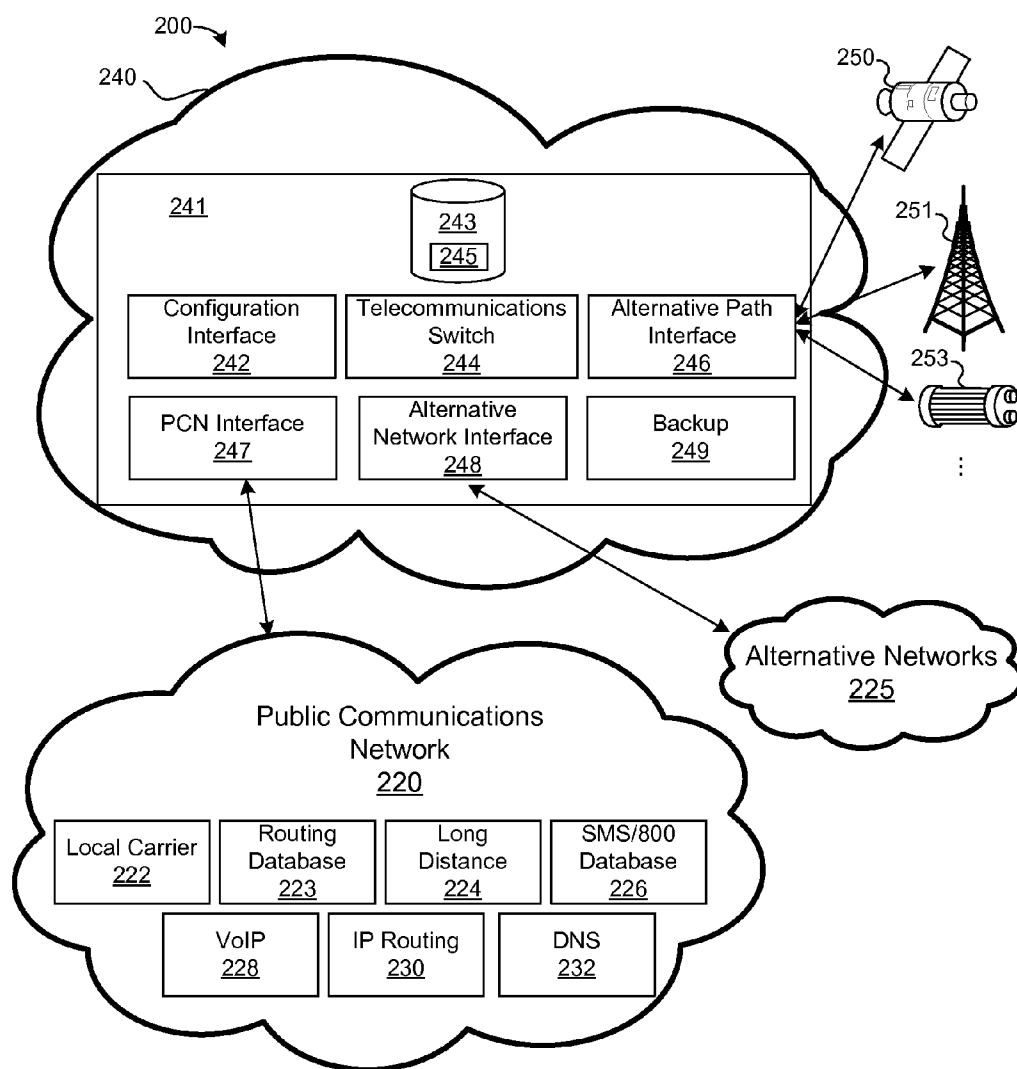 200
240
250
241
243
245
251
Configuration
Interface
242
Telecommunications
Switch
244
Alternative Path
Interface
246
253
PCN Interface
247
Alternative
Network Interface
248
Backup
249
...
Alternative Networks
225
Public Communications
Network
220
Local Carrier
222
Routing
Database
223
Long
Distance
224
SMS/800
Database
226
VoIP
228
IP Routing
230
DNS
232